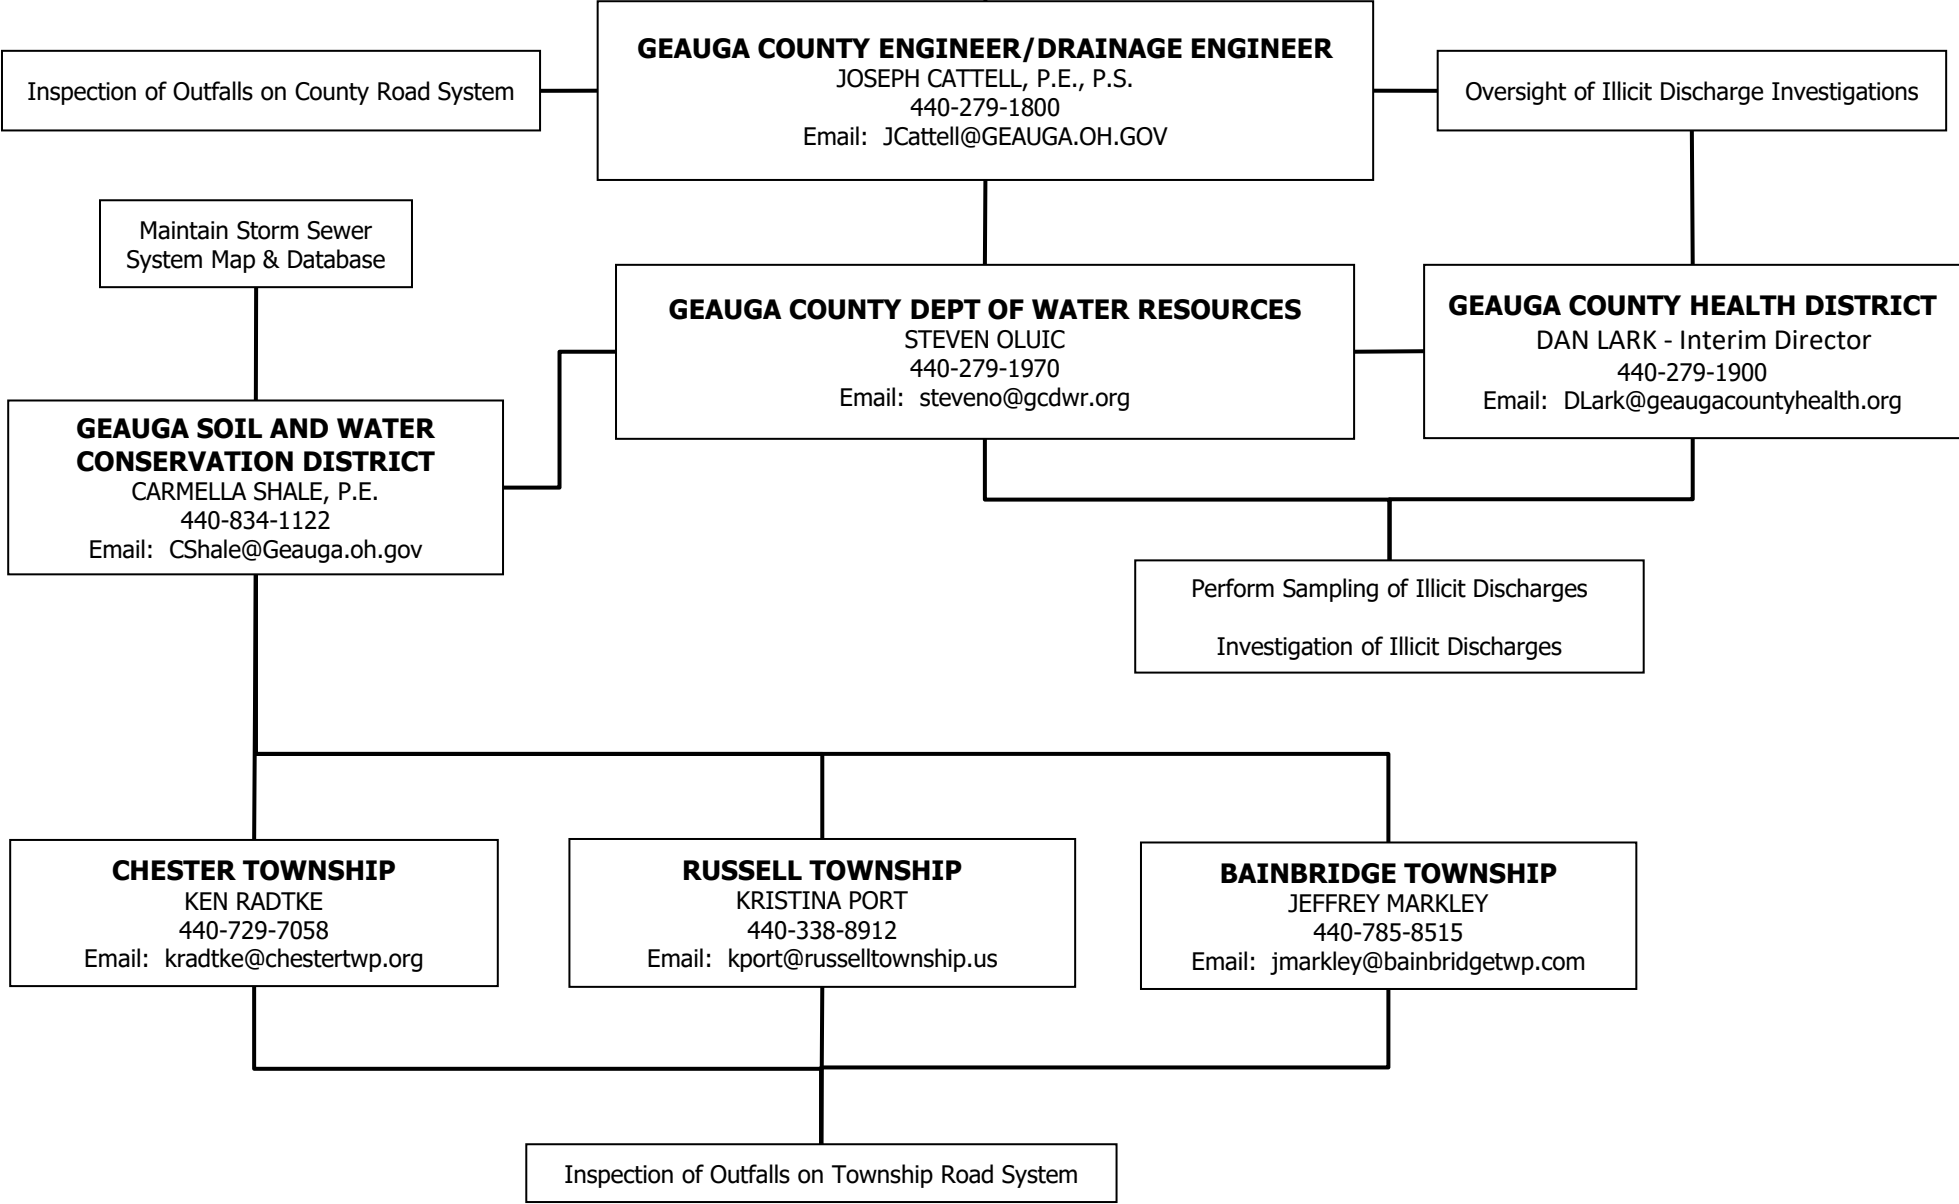 GEAUGA COUNTY ENGINEER/DRAINAGE ENGINEER
JOSEPH CATTELL, P.E., P.S.
440-279-1800
Email:  JCattell@GEAUGA.OH.GOV
Inspection of Outfalls on County Road System
Oversight of Illicit Discharge Investigations
Maintain Storm Sewer
System Map & Database
GEAUGA COUNTY DEPT OF WATER RESOURCES
STEVEN OLUIC
440-279-1970
Email:  steveno@gcdwr.org
GEAUGA COUNTY HEALTH DISTRICT
DAN LARK - Interim Director
440-279-1900
Email:  DLark@geaugacountyhealth.org
GEAUGA SOIL AND WATER
CONSERVATION DISTRICT
CARMELLA SHALE, P.E.
440-834-1122
Email:  CShale@Geauga.oh.gov
Perform Sampling of Illicit Discharges
Investigation of Illicit Discharges
CHESTER TOWNSHIP
KEN RADTKE
440-729-7058
Email:  kradtke@chestertwp.org
RUSSELL TOWNSHIP
KRISTINA PORT
440-338-8912
Email:  kport@russelltownship.us
BAINBRIDGE TOWNSHIP
JEFFREY MARKLEY
440-785-8515
Email:  jmarkley@bainbridgetwp.com
Inspection of Outfalls on Township Road System